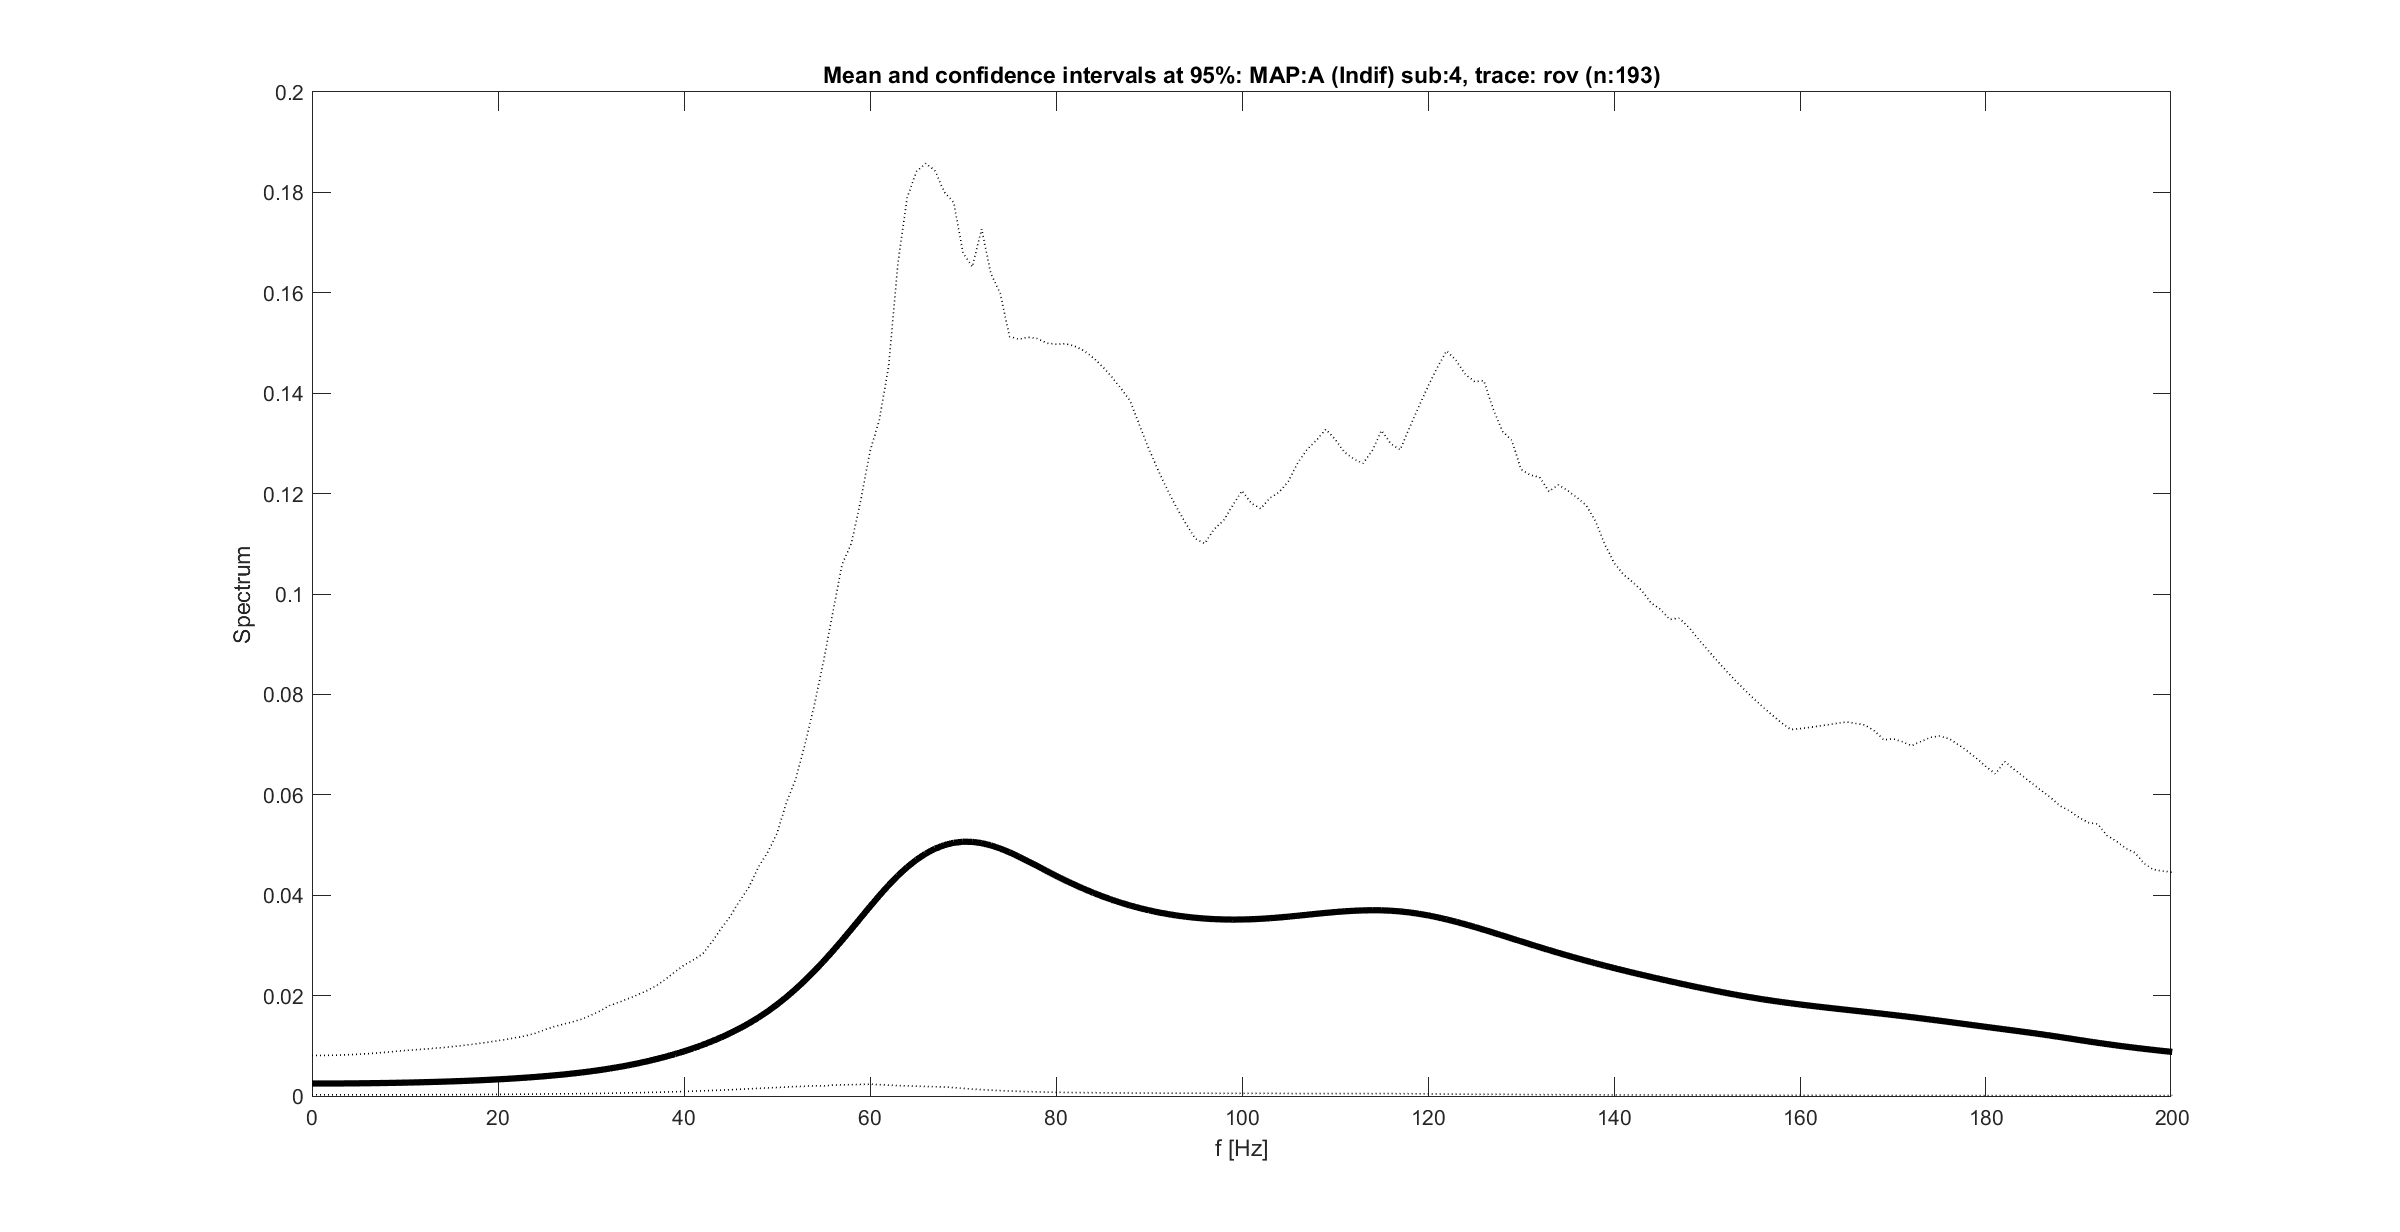 Mean and confidence intervals at 95%: MAP:A (Indif) sub:4, trace: rov (n:193)
0.2
0.18
0.16
0.14
0.12
0.1
0.08
0.06
0.04
0.02
0
Spectrum
0 20 40 60 80 100 120 140 160 180 200
f [Hz]